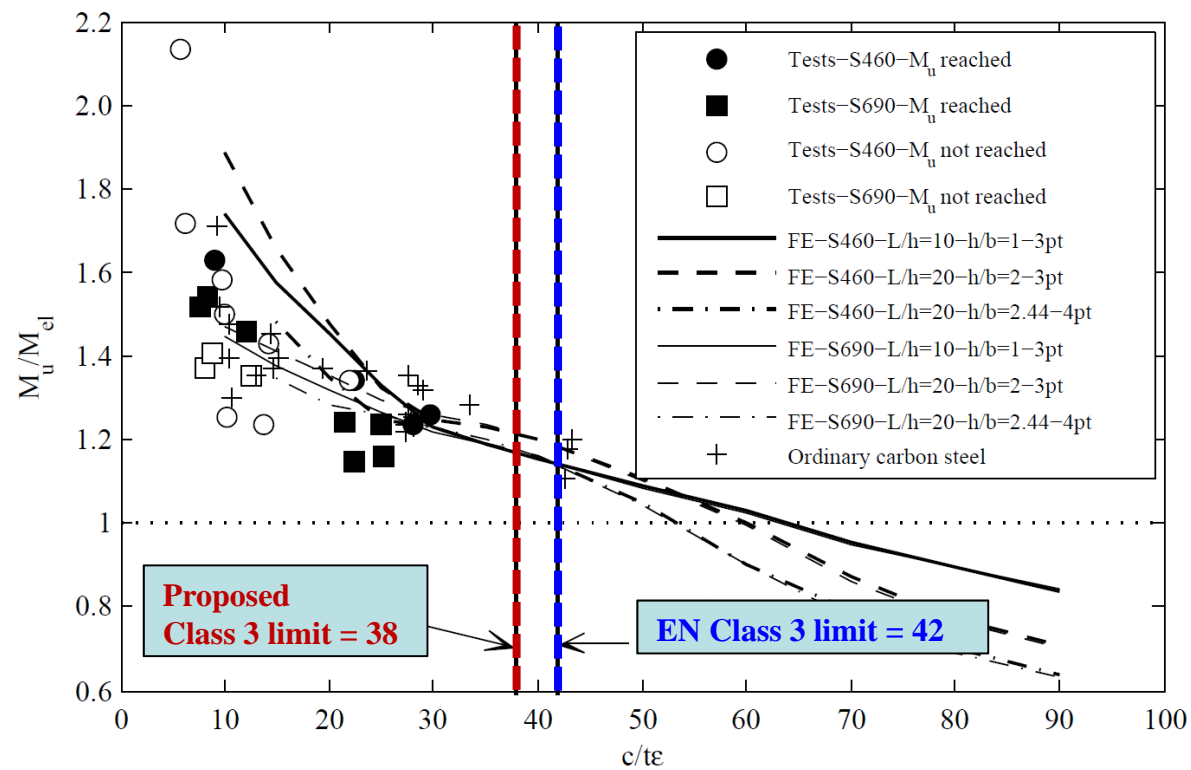 2.2
2.0
1.8
1.6
1.4
1.2
1
0.8
0.6
Mu/Mel
0 10 20 30 40 50 60 70 80 90 100
c/tε
Tests−S460−Mu reached
Tests−S690−Mu reached
Tests−S460−Mu not reached
Tests−S690−Mu not reached
FE−S460−L/h=10−h/b=1−3pt
FE−S460−L/h=20−h/b=2−3pt
FE−S460−L/h=20−h/b=2.44−4pt
FE−S690−L/h=10−h/b=1−3pt
FE−S690−L/h=20−h/b=2−3pt
FE−S690−L/h=20−h/b=2.44−4pt
Ordinary carbon steel
Proposed
Class 3 limit = 38
EN Class 3 limit = 42